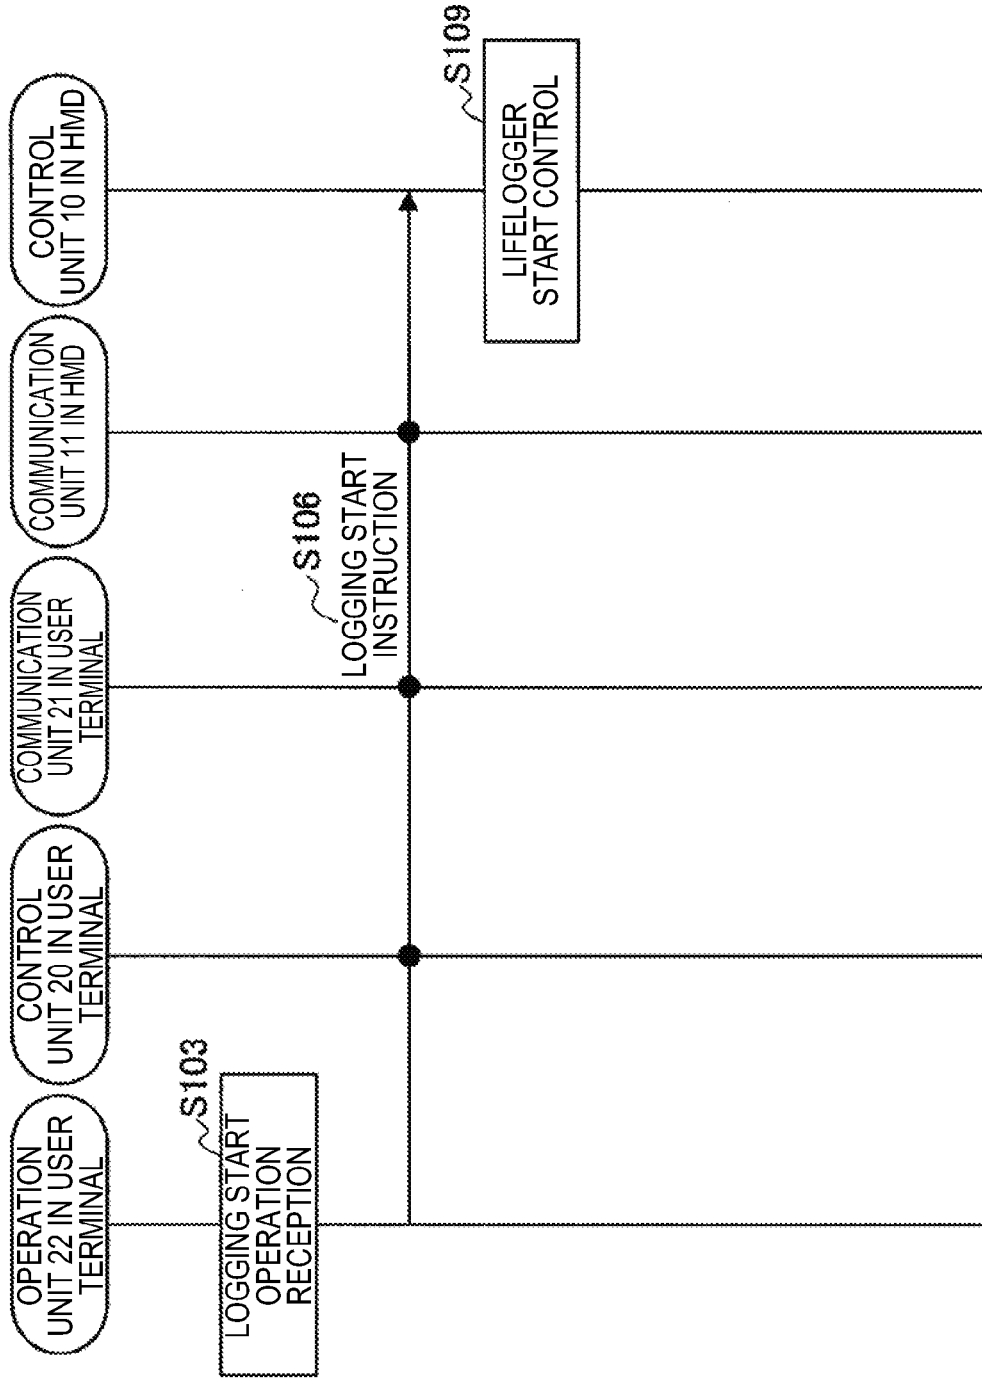 OPERATION
UNIT 22 IN USER
TERMINAL
CONTROL
UNIT 20 IN USER
TERMINAL
COMMUNICATION
UNIT 21 IN USER
TERMINAL
COMMUNICATION
UNIT 11 IN HMD
CONTROL
UNIT 10 IN HMD
S103
LOGGING START
OPERATION
RECEPTION
S106
LOGGING START
INSTRUCTION
S109
LIFELOGGER
START CONTROL